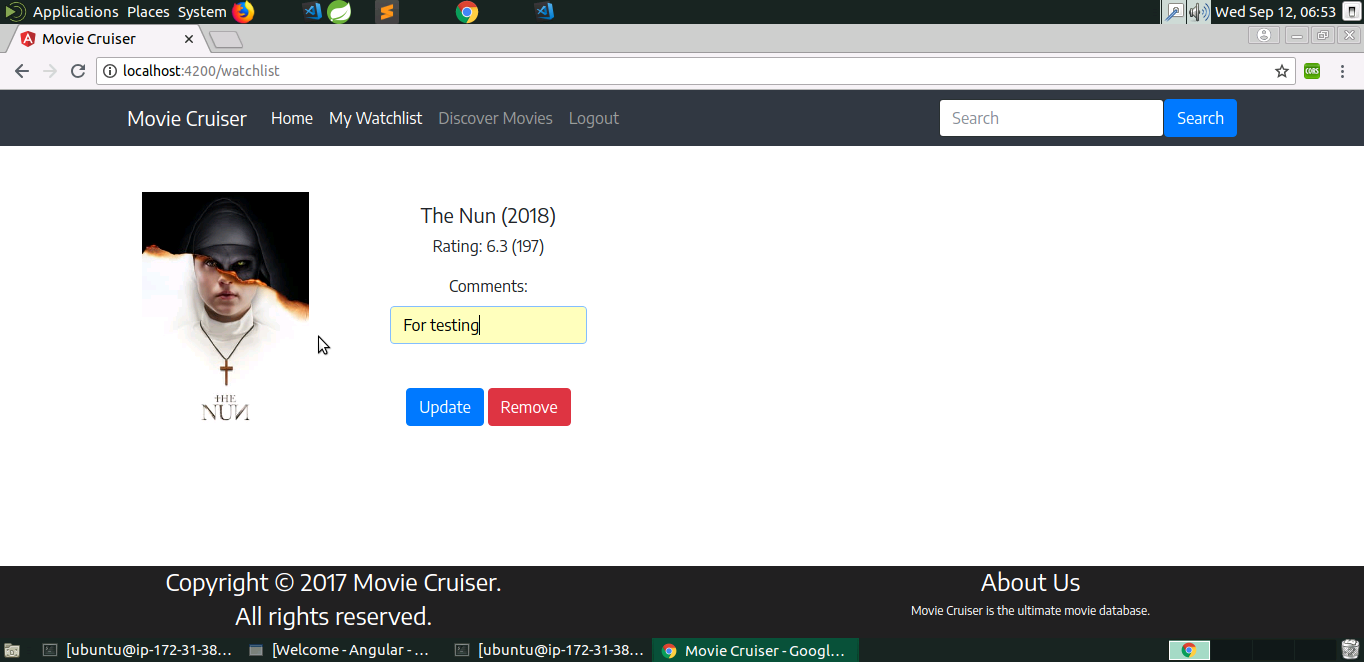 Applications Places System Wed Sep 12, 06:53
Movie Cruiser
localhost:4200/watchlist CORS
Movie Cruiser Home My Watchlist Discover Movies Logout Search Search
The Nun (2018)
Rating: 6.3 (197)
Comments:
For testing
Update Remove
THE
NUN
Copyright © 2017 Movie Cruiser.
All rights reserved.
About Us
Movie Cruiser is the ultimate movie database.
[ubuntu@ip-172-31-38... [Welcome - Angular - ... [ubuntu@ip-172-31-38... Movie Cruiser - Googl...